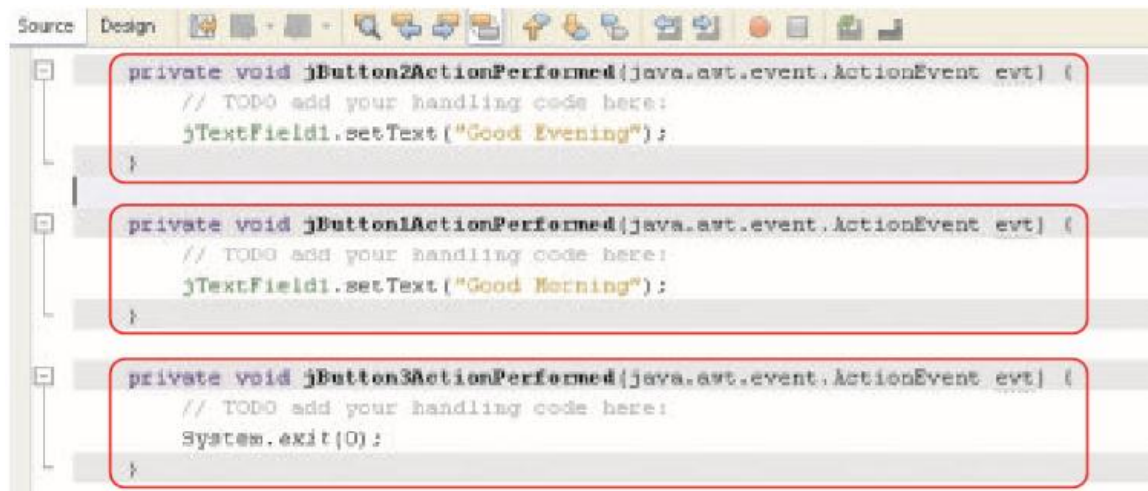 Source Design
private void jButton2ActionPerformed(java.awt.event.ActionEvent evt) {
// TODO add your handling code here:
jTextField1.setText("Good Evening");
}
private void jButton1ActionPerformed(java.awt.event.ActionEvent evt) {
// TODO add your handling code here:
jTextField1.setText("Good Morning");
}
private void jButton3ActionPerformed(java.awt.event.ActionEvent evt) {
// TODO add your handling code here:
System.exit(0);
}